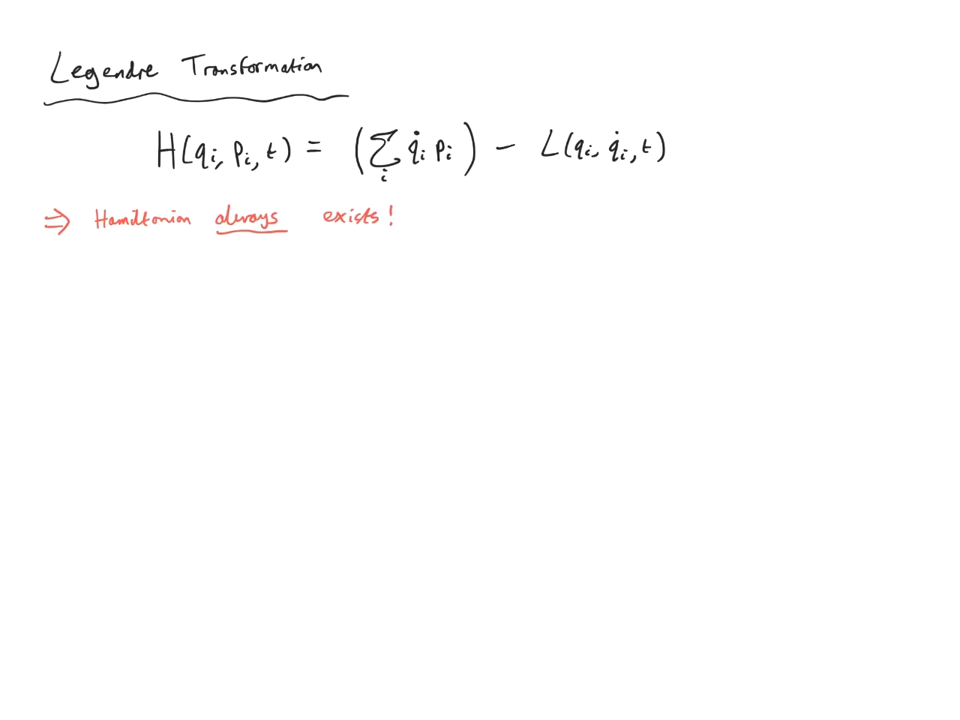 Legendre Transformation
H(qᵢ, pᵢ, t) = (∑ᵢ q̇ᵢ pᵢ) − L(qᵢ, q̇ᵢ, t)
⇒ Hamiltonian always exists!